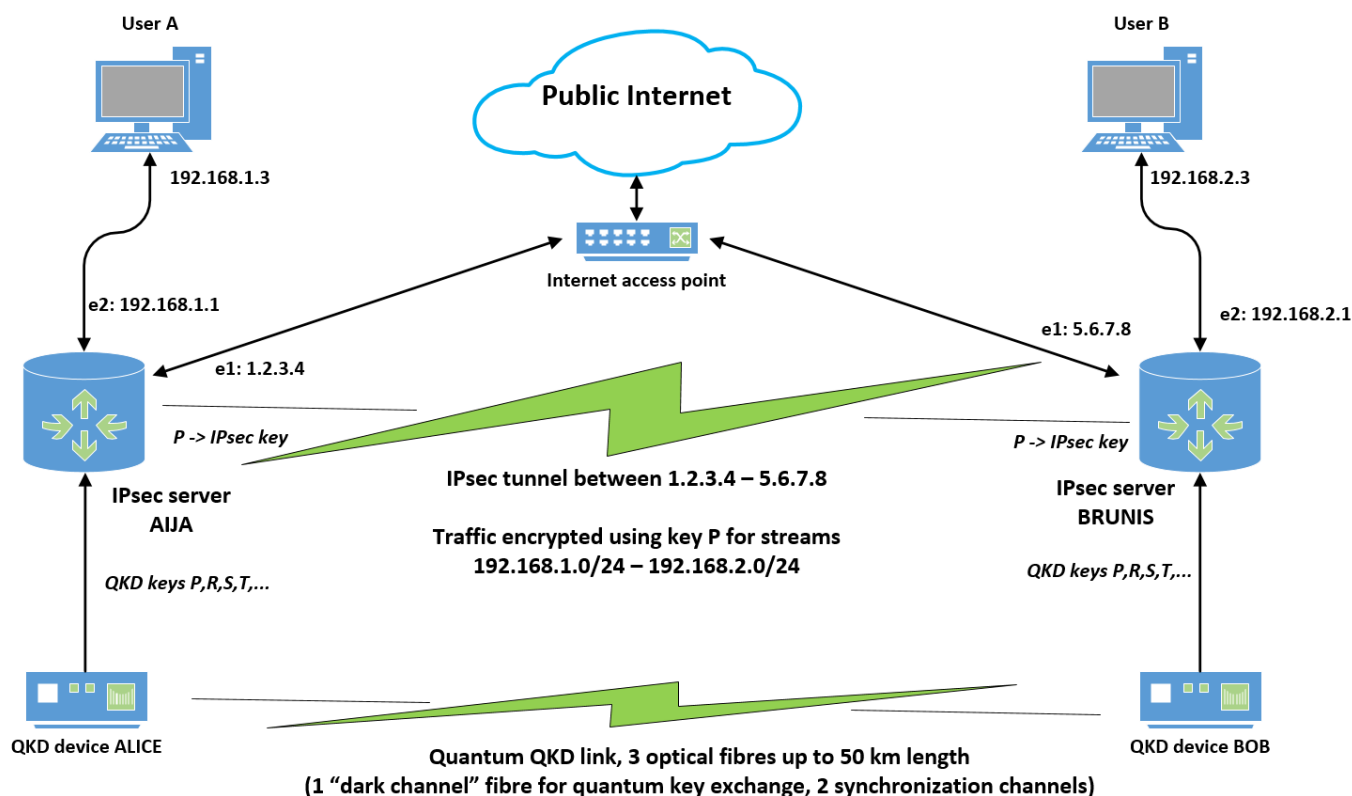 User A
User B
Public Internet
192.168.1.3
192.168.2.3
Internet access point
e2: 192.168.1.1
e1: 5.6.7.8
e2: 192.168.2.1
e1: 1.2.3.4
P -> IPsec key
P -> IPsec key
IPsec tunnel between 1.2.3.4 – 5.6.7.8
IPsec server
AIJA
IPsec server
BRUNIS
Traffic encrypted using key P for streams
192.168.1.0/24 – 192.168.2.0/24
QKD keys P,R,S,T,...
QKD keys P,R,S,T,...
QKD device ALICE
QKD device BOB
Quantum QKD link, 3 optical fibres up to 50 km length
(1 “dark channel” fibre for quantum key exchange, 2 synchronization channels)